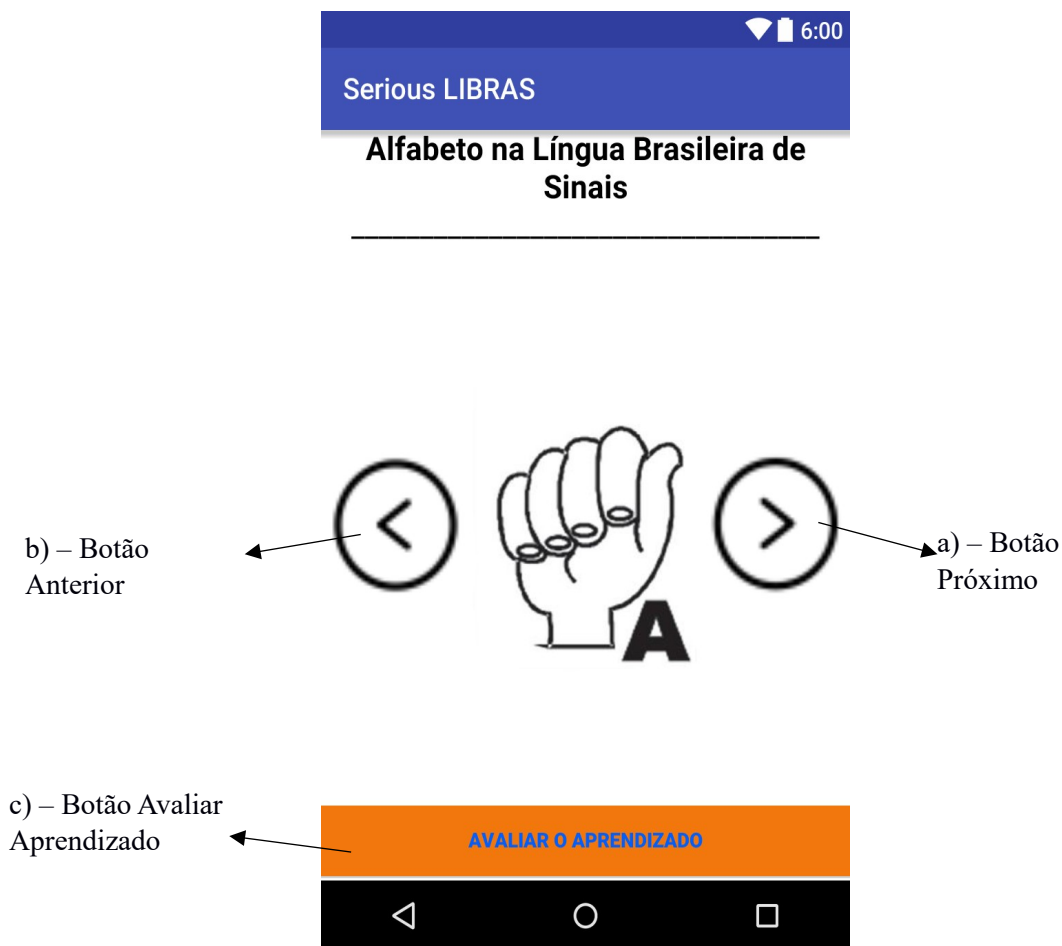 6:00
Serious LIBRAS
Alfabeto na Língua Brasileira de
Sinais
b) – Botão
Anterior
A
a) – Botão
Próximo
c) – Botão Avaliar
Aprendizado
AVALIAR O APRENDIZADO